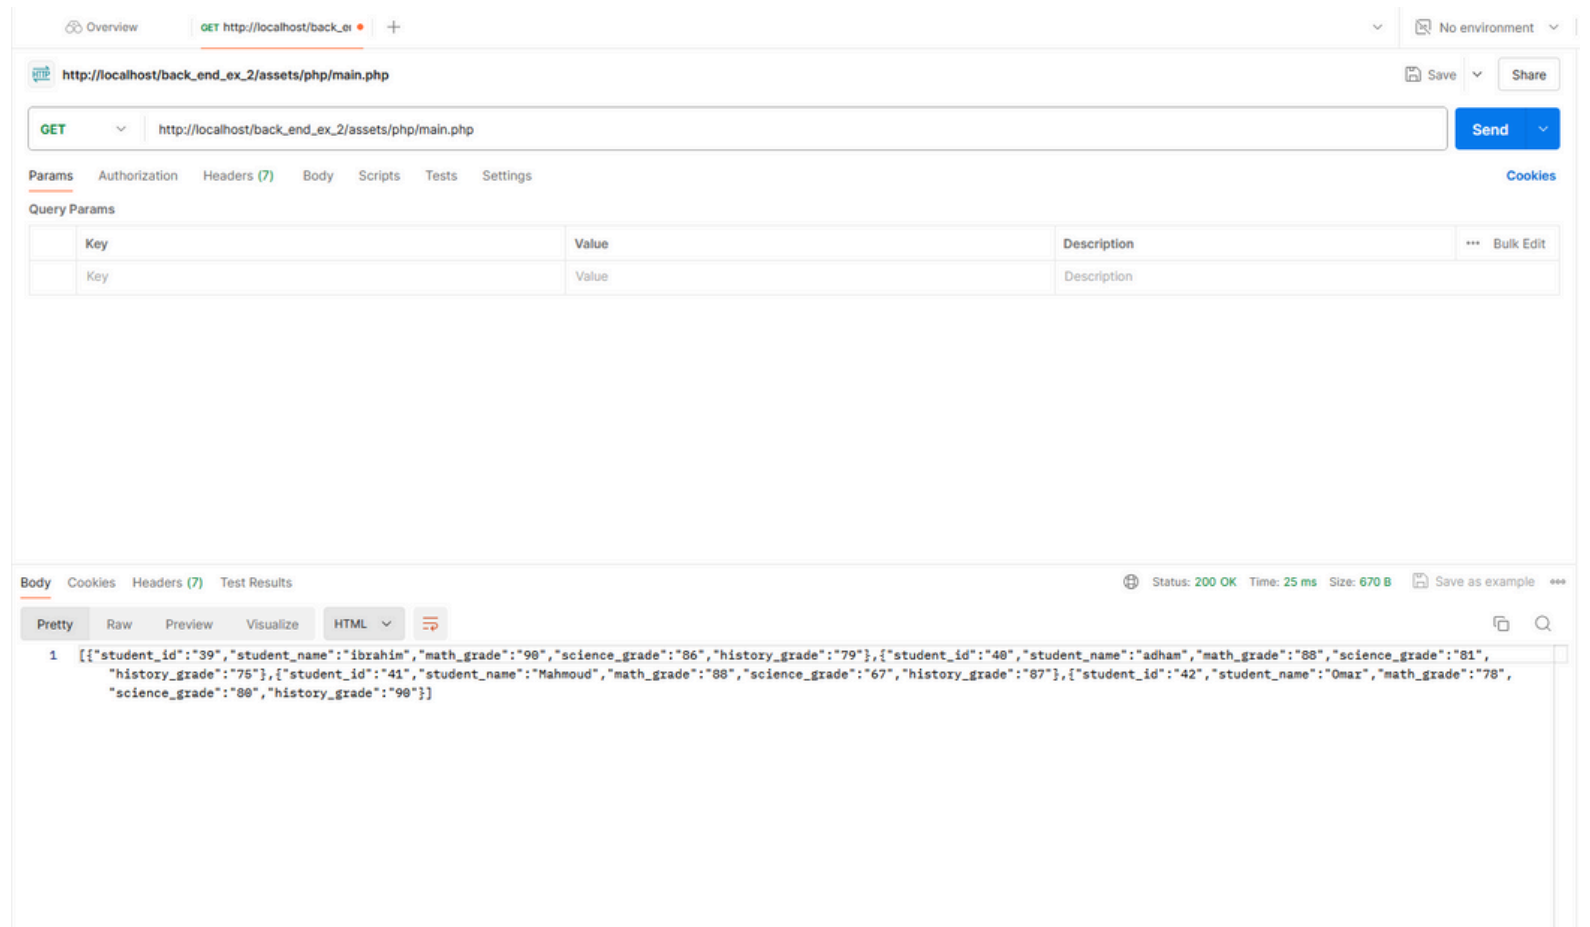 Overview
GET http://localhost/back_ei
No environment
HTTP http://localhost/back_end_ex_2/assets/php/main.php
Save
Share
GET
http://localhost/back_end_ex_2/assets/php/main.php
Send
Params Authorization Headers (7) Body Scripts Tests Settings
Cookies
Query Params
Key Value Description ••• Bulk Edit
Key Value Description
Body Cookies Headers (7) Test Results
Status: 200 OK Time: 25 ms Size: 670 B Save as example
Pretty Raw Preview Visualize HTML
1 [{"student_id":"39","student_name":"ibrahim","math_grade":"90","science_grade":"86","history_grade":"79"},{"student_id":"40","student_name":"adham","math_grade":"88","science_grade":"81",
"history_grade":"75"},{"student_id":"41","student_name":"Mahmoud","math_grade":"88","science_grade":"67","history_grade":"87"},{"student_id":"42","student_name":"Omar","math_grade":"78",
"science_grade":"80","history_grade":"90"}]